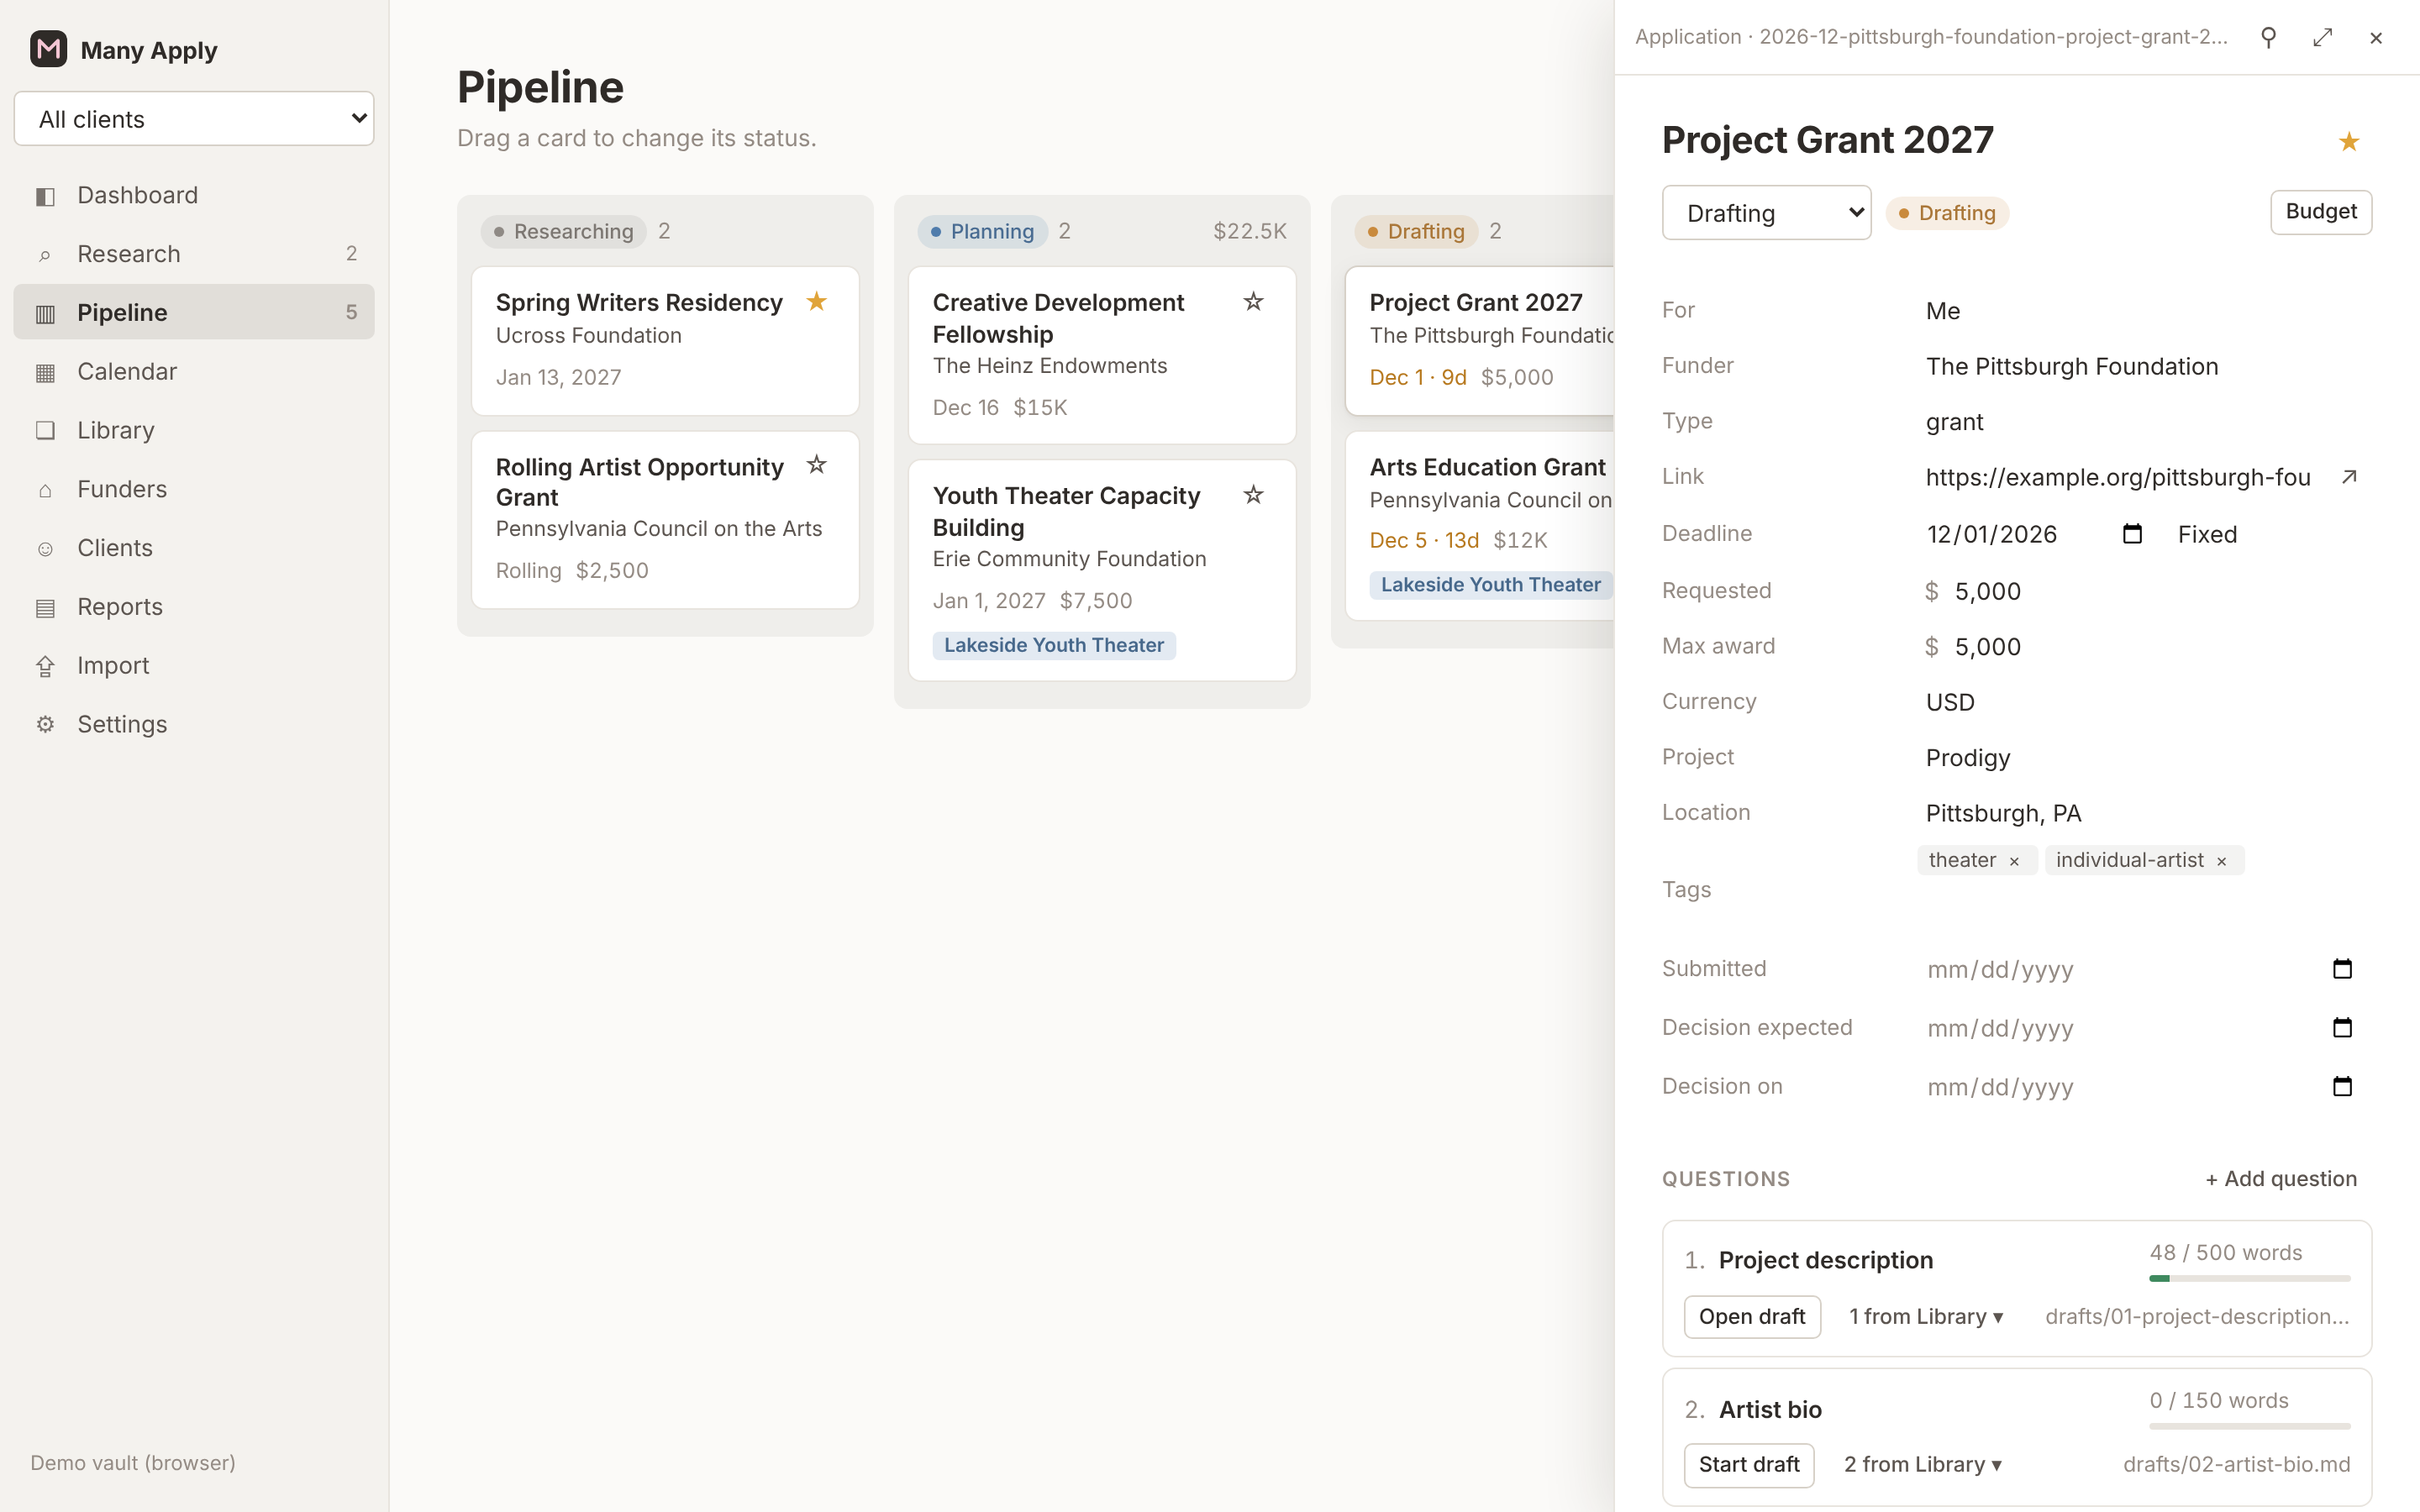 Many Apply
All clients
Dashboard
Research 2
Pipeline 5
Calendar
Library
Funders
Clients
Reports
Import
Settings
Demo vault (browser)
Pipeline
Drag a card to change its status.
Researching 2
Spring Writers Residency
Ucross Foundation
Jan 13, 2027
Rolling Artist Opportunity
Grant
Pennsylvania Council on the Arts
Rolling $2,500
Planning 2 $22.5K
Creative Development
Fellowship
The Heinz Endowments
Dec 16 $15K
Youth Theater Capacity
Building
Erie Community Foundation
Jan 1, 2027 $7,500
Lakeside Youth Theater
Drafting 2
Project Grant 2027
The Pittsburgh Foundatio
Dec 1 · 9d $5,000
Arts Education Grant
Pennsylvania Council on
Dec 5 · 13d $12K
Lakeside Youth Theater
Application · 2026-12-pittsburgh-foundation-project-grant-2...
Project Grant 2027
Drafting Drafting Budget
For Me
Funder The Pittsburgh Foundation
Type grant
Link https://example.org/pittsburgh-fou
Deadline 12/01/2026 Fixed
Requested $ 5,000
Max award $ 5,000
Currency USD
Project Prodigy
Location Pittsburgh, PA
Tags theater × individual-artist ×
Submitted mm/dd/yyyy
Decision expected mm/dd/yyyy
Decision on mm/dd/yyyy
QUESTIONS + Add question
1. Project description 48 / 500 words
Open draft 1 from Library ▾ drafts/01-project-description...
2. Artist bio 0 / 150 words
Start draft 2 from Library ▾ drafts/02-artist-bio.md